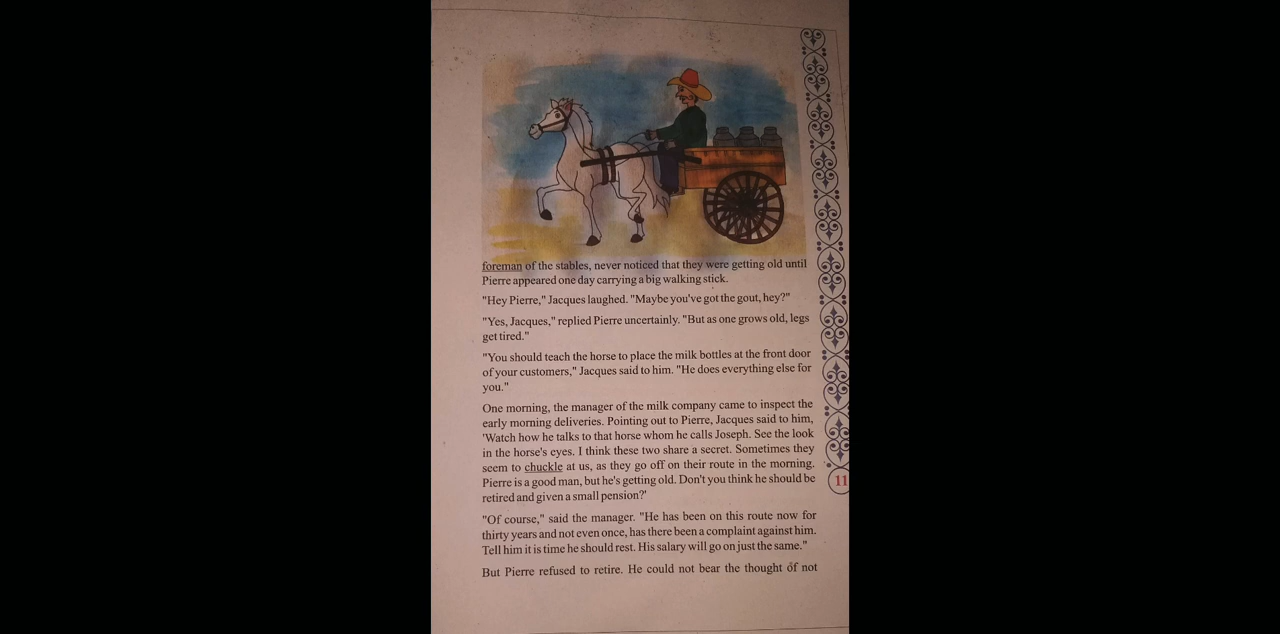 foreman of the stables, never noticed that they were getting old until
Pierre appeared one day carrying a big walking stick.
"Hey Pierre," Jacques laughed. "Maybe you've got the gout, hey?"
"Yes, Jacques," replied Pierre uncertainly. "But as one grows old, legs
get tired."
"You should teach the horse to place the milk bottles at the front door
of your customers," Jacques said to him. "He does everything else for
you."
One morning, the manager of the milk company came to inspect the
early morning deliveries. Pointing out to Pierre, Jacques said to him,
'Watch how he talks to that horse whom he calls Joseph. See the look
in the horse's eyes. I think these two share a secret. Sometimes they
seem to chuckle at us, as they go off on their route in the morning.
Pierre is a good man, but he's getting old. Don't you think he should be
retired and given a small pension?'
11
"Of course," said the manager. "He has been on this route now for
thirty years and not even once, has there been a complaint against him.
Tell him it is time he should rest. His salary will go on just the same."
But Pierre refused to retire. He could not bear the thought of not